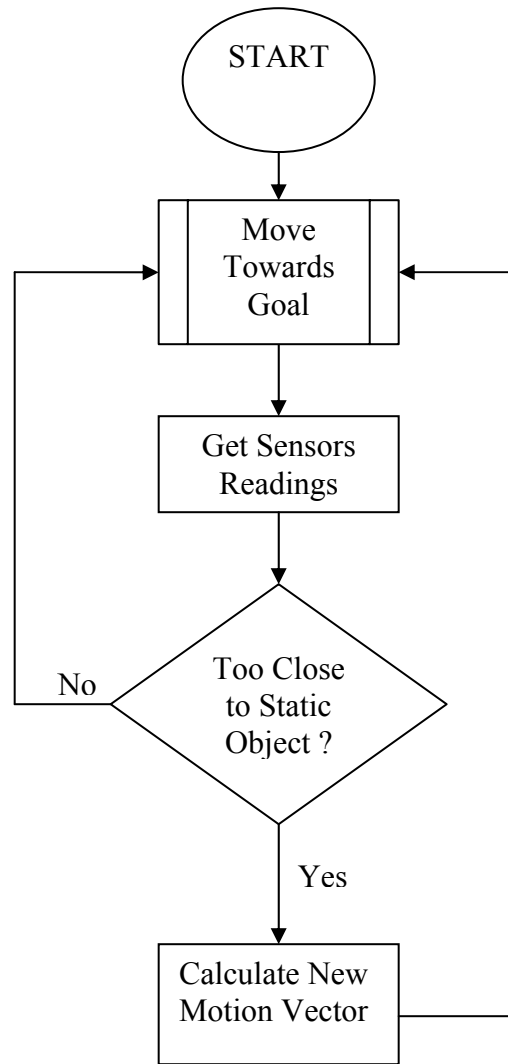 START
Move
Towards
Goal
Get Sensors
Readings
Too Close
to Static
Object ?
No
Yes
Calculate New
Motion Vector